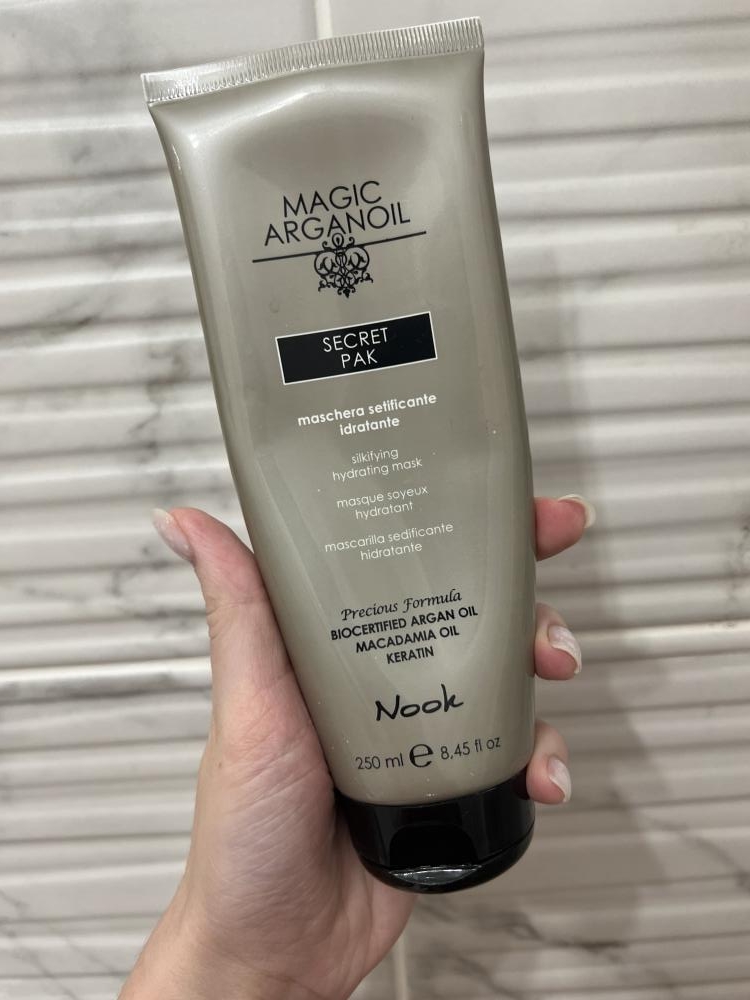 MAGIC
ARGANOIL
SECRET
PAK
maschera setificante
idratante
silkifying
hydrating mask
masque soyeux
hydratant
mascarilla sedificante
hidratante
Precious Formula
BIOCERTIFIED ARGAN OIL
MACADAMIA OIL
KERATIN
Nook
250 ml e 8,45 fl oz